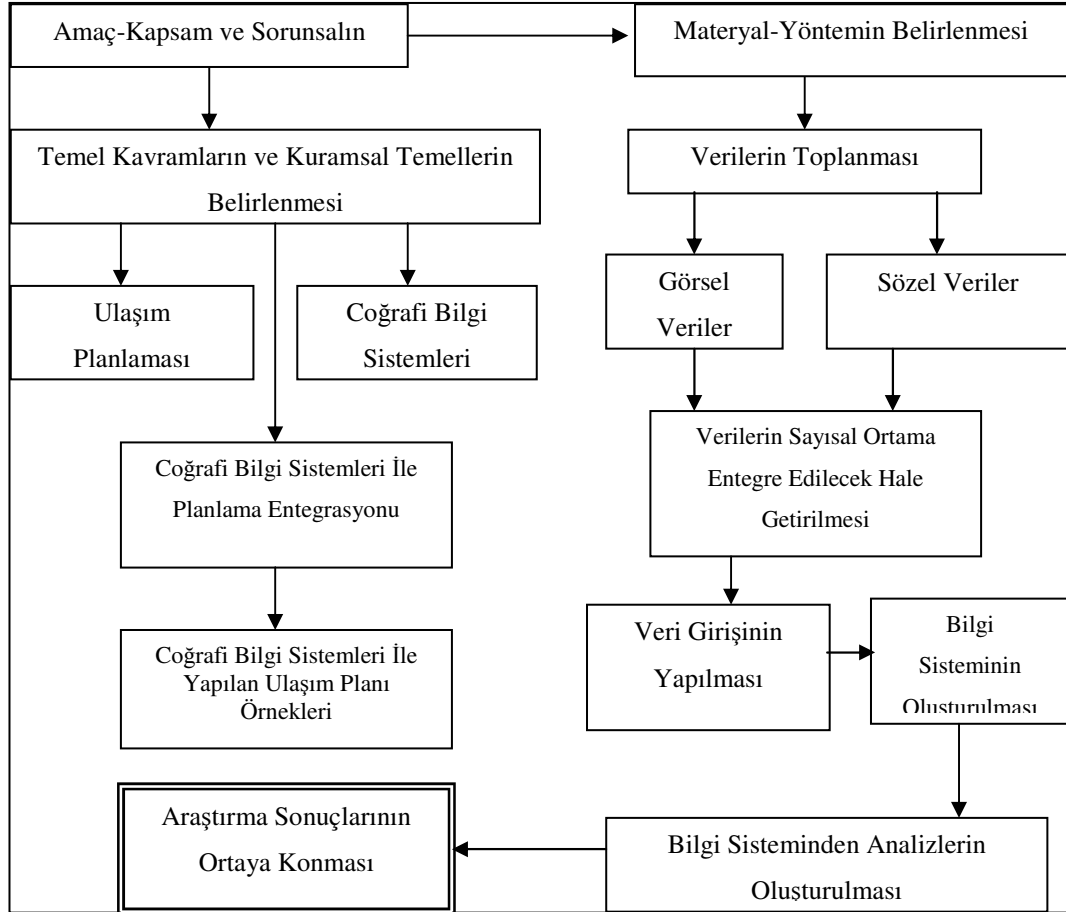 Amaç-Kapsam ve Sorunsalın
Materyal-Yöntemin Belirlenmesi
Temel Kavramların ve Kuramsal Temellerin
Belirlenmesi
Verilerin Toplanması
Ulaşım
Planlaması
Coğrafi Bilgi
Sistemleri
Görsel
Veriler
Sözel Veriler
Coğrafi Bilgi Sistemleri İle
Planlama Entegrasyonu
Verilerin Sayısal Ortama
Entegre Edilecek Hale
Getirilmesi
Coğrafi Bilgi Sistemleri İle
Yapılan Ulaşım Planı
Örnekleri
Veri Girişinin
Yapılması
Bilgi
Sisteminin
Oluşturulması
Araştırma Sonuçlarının
Ortaya Konması
Bilgi Sisteminden Analizlerin
Oluşturulması